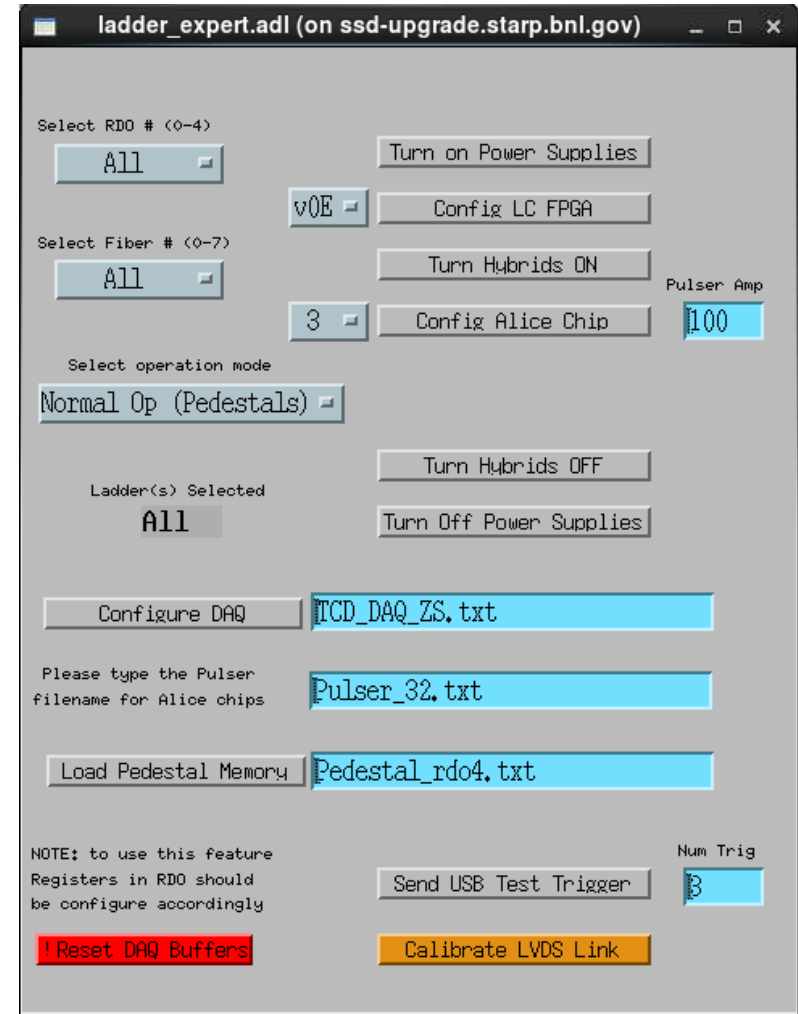 ladder_expert.adl (on ssd-upgrade.starp.bnl.gov)
Select RDO # (0-4)
All
Turn on Power Supplies
v0E
Config LC FPGA
Select Fiber # (0-7)
All
Turn Hybrids ON
Pulser Amp
3
Config Alice Chip
100
Select operation mode
Normal Op (Pedestals)
Turn Hybrids OFF
Ladder(s) Selected
All
Turn Off Power Supplies
Configure DAQ
TCD_DAQ_ZS.txt
Please type the Pulser
filename for Alice chips
Pulser_32.txt
Load Pedestal Memory
Pedestal_rdo4.txt
NOTE: to use this feature
Registers in RDO should
be configure accordingly
Num Trig
Send USB Test Trigger
3
!Reset DAQ Buffers
Calibrate LVDS Link